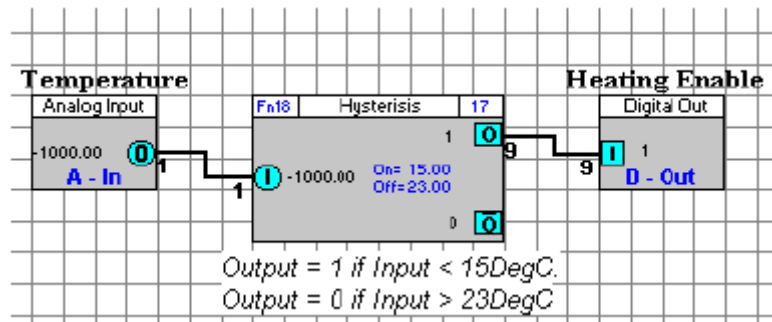 Temperature
Heating Enable
Analog Input
Fn18 Hysterisis 17
Digital Out
1
O
9
-1000.00 O
1
A - In
I -1000.00
1
On= 15.00
Off=23.00
I 1
9
D - Out
0 O
Output = 1 if Input < 15DegC.
Output = 0 if Input > 23DegC